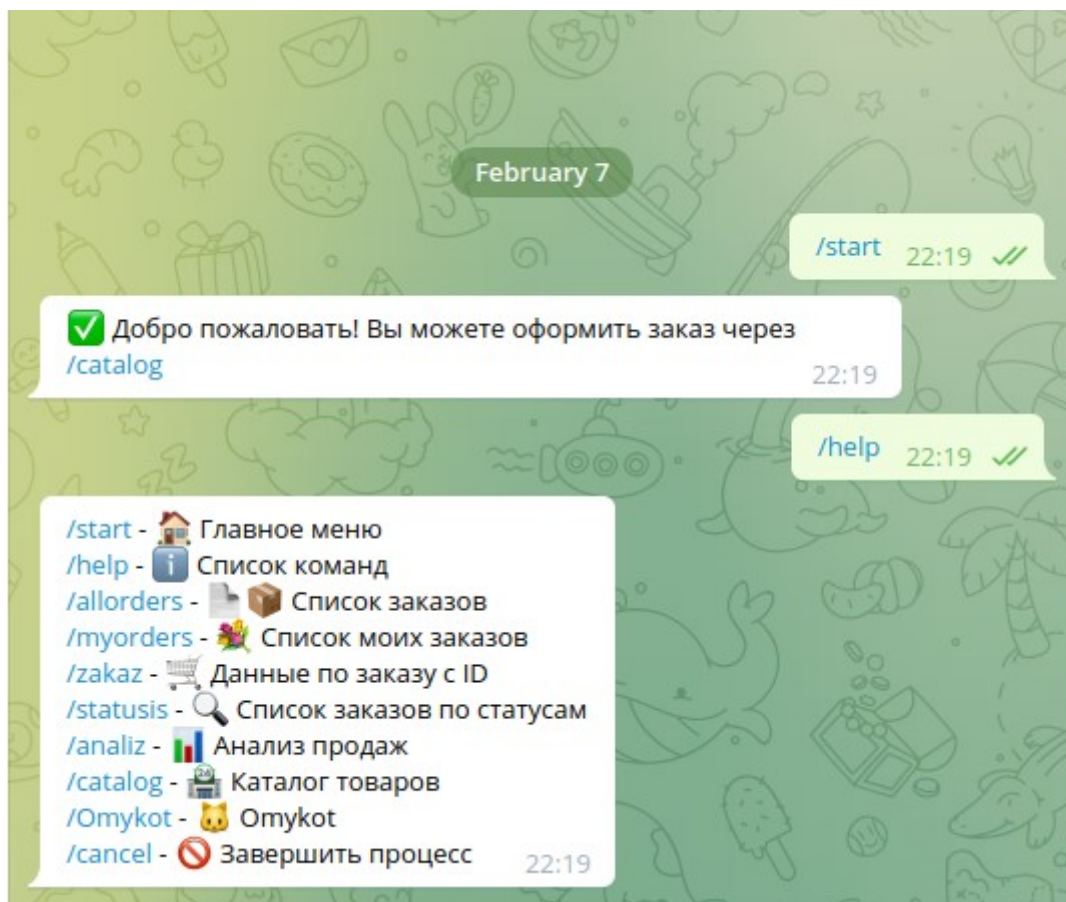 February 7
/start 22:19
✅ Добро пожаловать! Вы можете оформить заказ через
/catalog
22:19
/help 22:19
/start - 🏠 Главное меню
/help - ℹ️ Список команд
/allorders - 📄📦 Список заказов
/myorders - 💐 Список моих заказов
/zakaz - 🛒 Данные по заказу с ID
/statusis - 🔍 Список заказов по статусам
/analiz - 📊 Анализ продаж
/catalog - 🏪 Каталог товаров
/Omykot - 🐱 Omykot
/cancel - 🚫 Завершить процесс
22:19